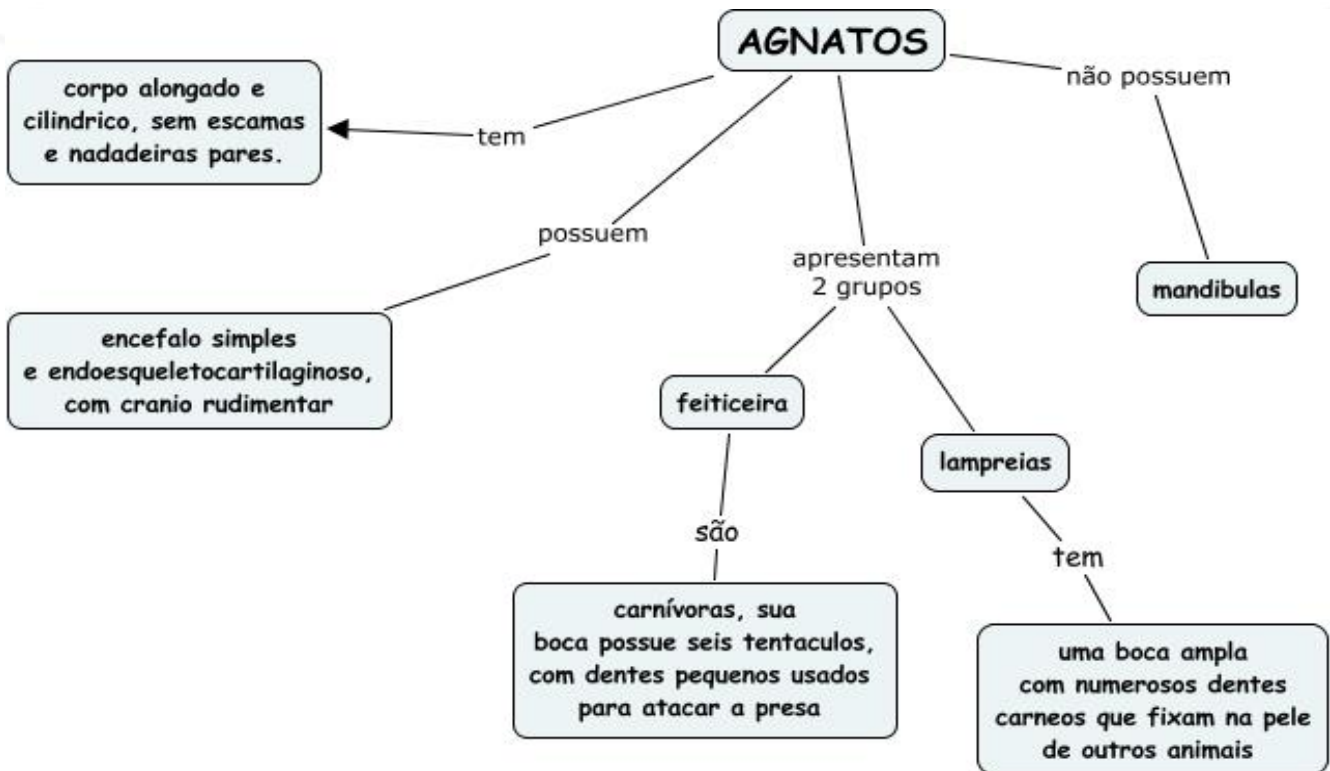 AGNATOS
não possuem
mandibulas
tem
corpo alongado e
cilindrico, sem escamas
e nadadeiras pares.
possuem
encefalo simples
e endoesqueletocartilaginoso,
com cranio rudimentar
apresentam
2 grupos
feiticeira
são
carnívoras, sua
boca possue seis tentaculos,
com dentes pequenos usados
para atacar a presa
lampreias
tem
uma boca ampla
com numerosos dentes
carneos que fixam na pele
de outros animais